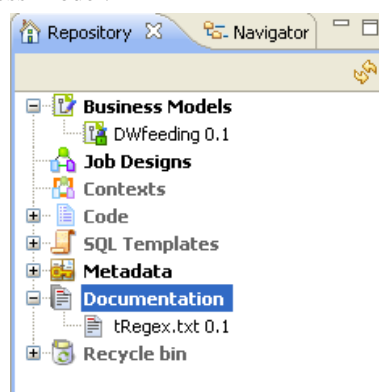 Repository
Navigator
Business Models
DWfeeding 0.1
Job Designs
Contexts
Code
SQL Templates
Metadata
Documentation
tRegex.txt 0.1
Recycle bin